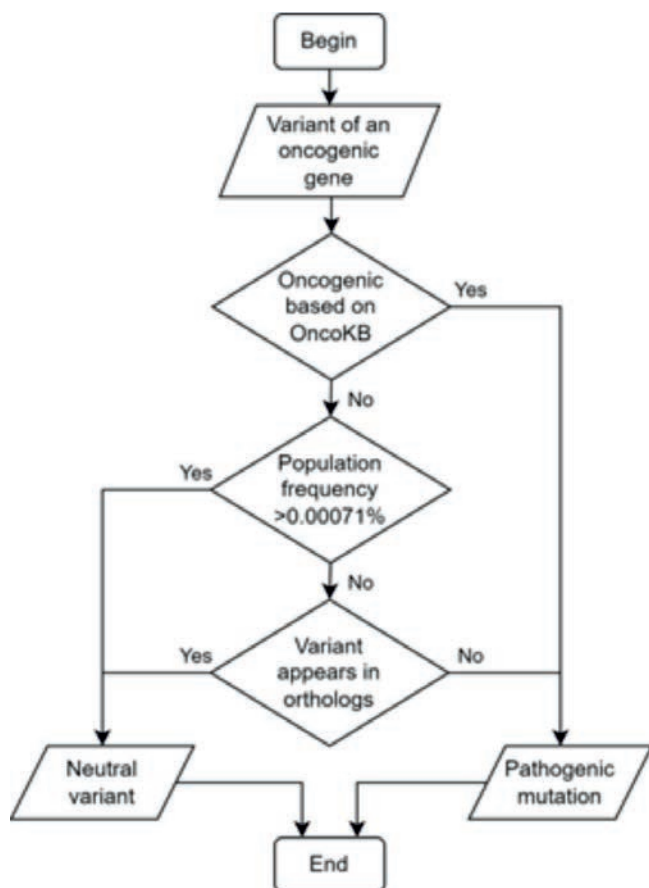 Begin
Variant of an
oncogenic
gene
Oncogenic
based on
OncoKB
Yes
No
Population
frequency
>0.00071%
Yes
No
Variant
appears in
orthologs
Yes
No
Neutral
variant
Pathogenic
mutation
End